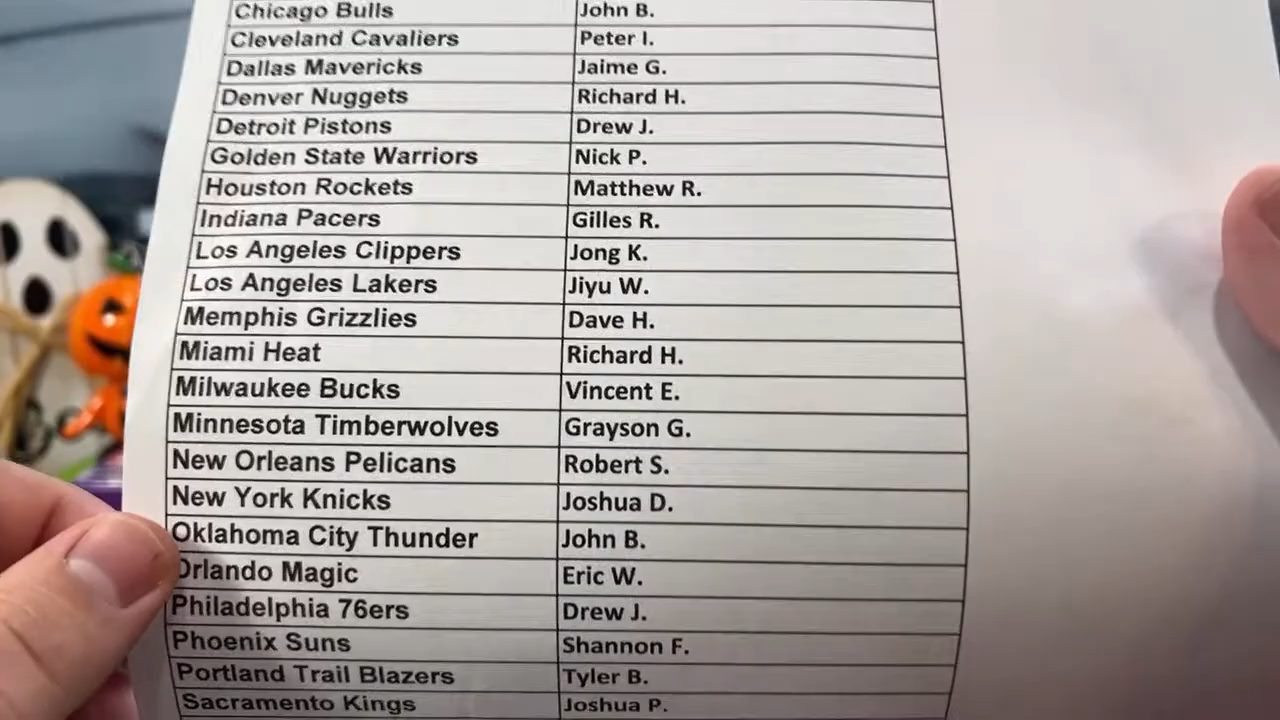 Chicago Bulls John B.
Cleveland Cavaliers Peter I.
Dallas Mavericks Jaime G.
Denver Nuggets Richard H.
Detroit Pistons Drew J.
Golden State Warriors Nick P.
Houston Rockets Matthew R.
Indiana Pacers Gilles R.
Los Angeles Clippers Jong K.
Los Angeles Lakers Jiyu W.
Memphis Grizzlies Dave H.
Miami Heat Richard H.
Milwaukee Bucks Vincent E.
Minnesota Timberwolves Grayson G.
New Orleans Pelicans Robert S.
New York Knicks Joshua D.
Oklahoma City Thunder John B.
Orlando Magic Eric W.
Philadelphia 76ers Drew J.
Phoenix Suns Shannon F.
Portland Trail Blazers Tyler B.
Sacramento Kings Joshua P.